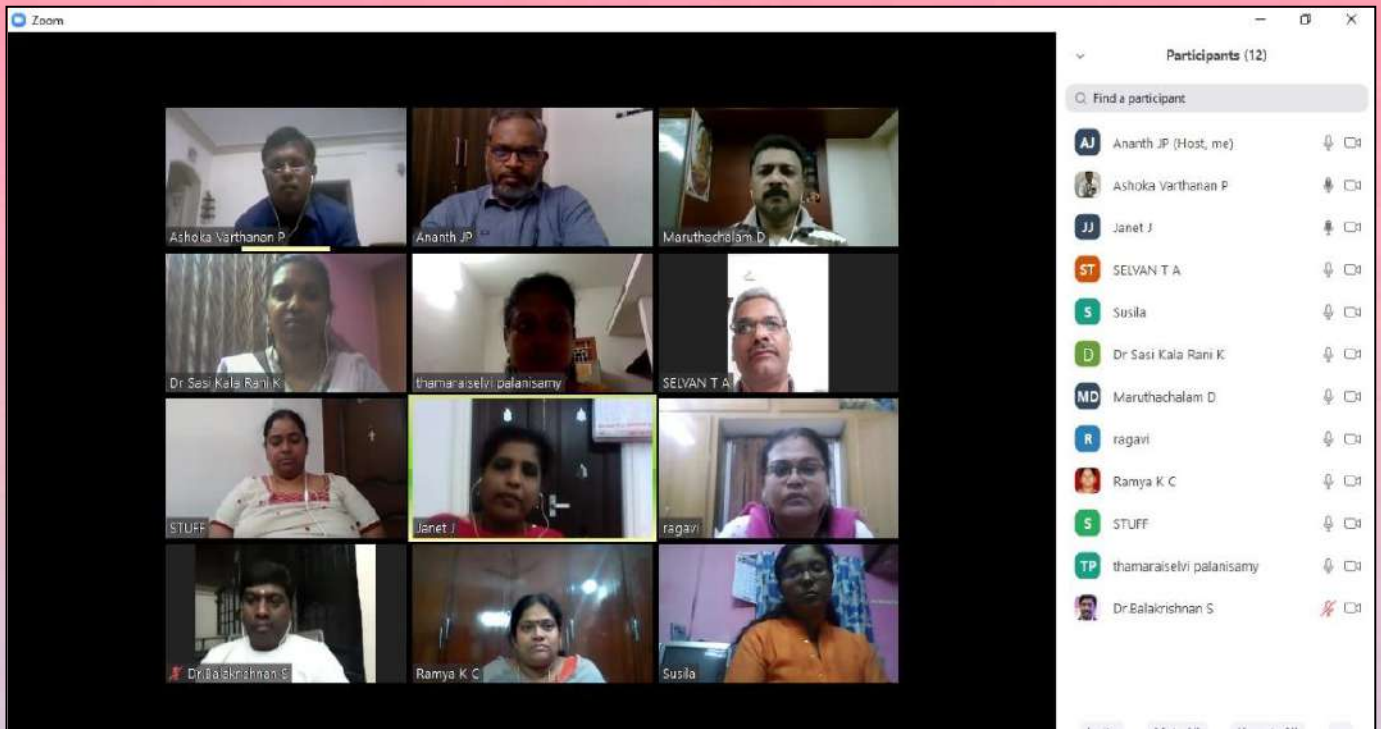 Zoom
Participants (12)
Find a participant
Ashoka Varthanan P
Ananth JP
Maruthachalam D
Dr Sasi Kala Rani K
thamaraiselvi palanisamy
SELVAN T A
STUFF
Janet J
ragavi
Dr.Balakrishnan S
Ramya K C
Susila
AJ Ananth JP (Host, me)
Ashoka Varthanan P
JJ Janet J
ST SELVAN T A
S Susila
D Dr Sasi Kala Rani K
MD Maruthachalam D
R ragavi
Ramya K C
S STUFF
TP thamaraiselvi palanisamy
Dr.Balakrishnan S